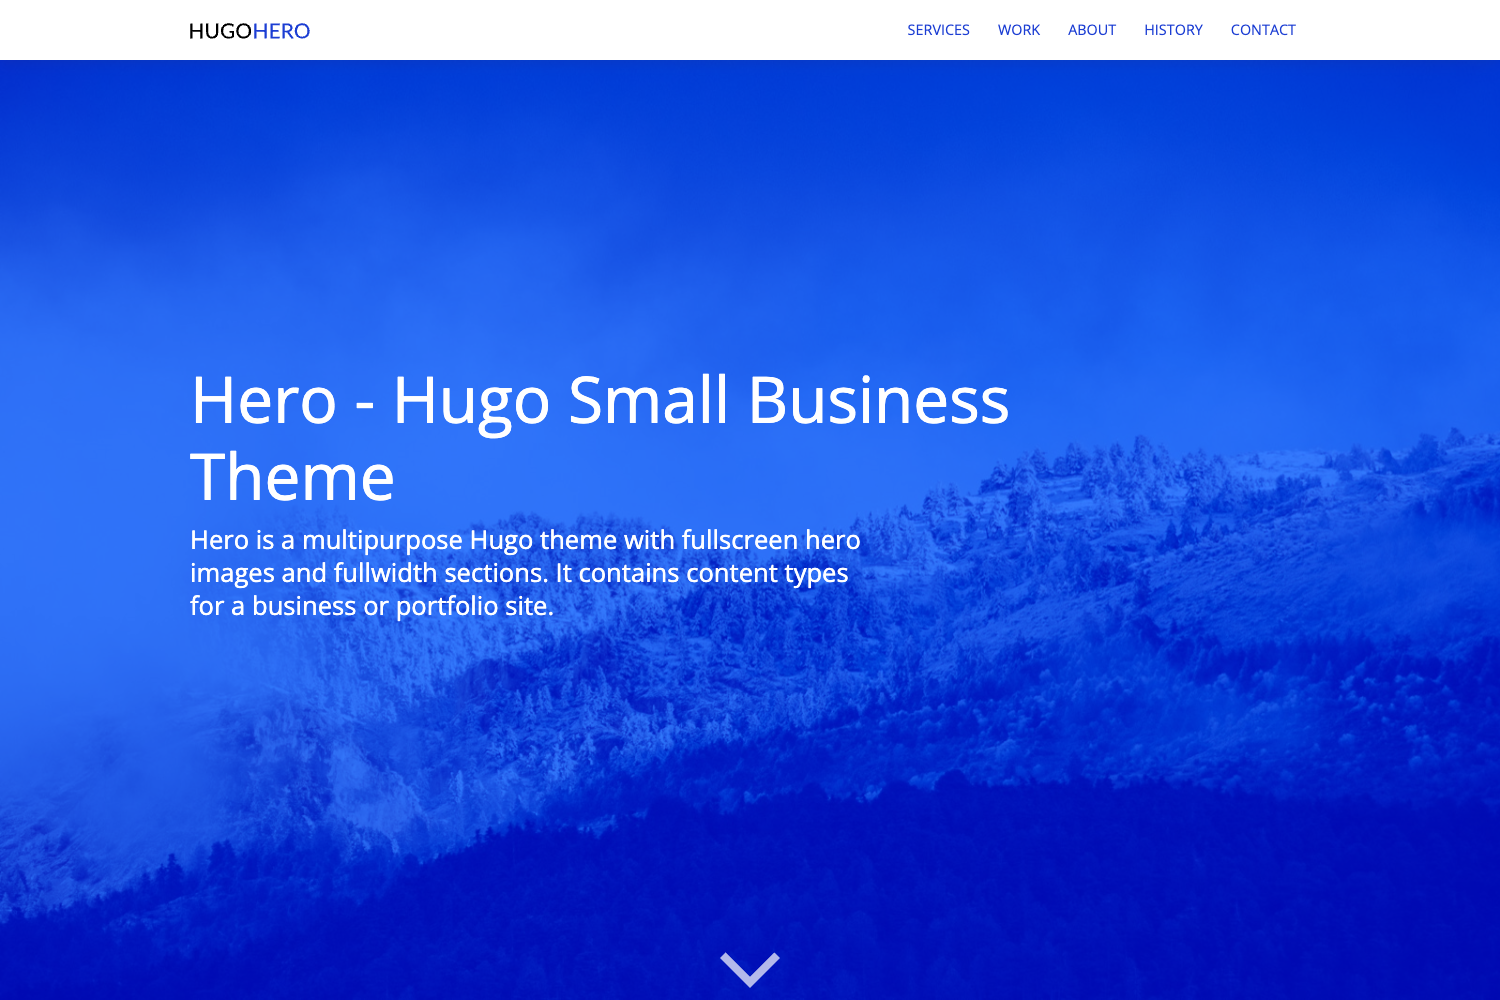 HUGOHERO
SERVICES WORK ABOUT HISTORY CONTACT
Hero - Hugo Small Business
Theme
Hero is a multipurpose Hugo theme with fullscreen hero
images and fullwidth sections. It contains content types
for a business or portfolio site.